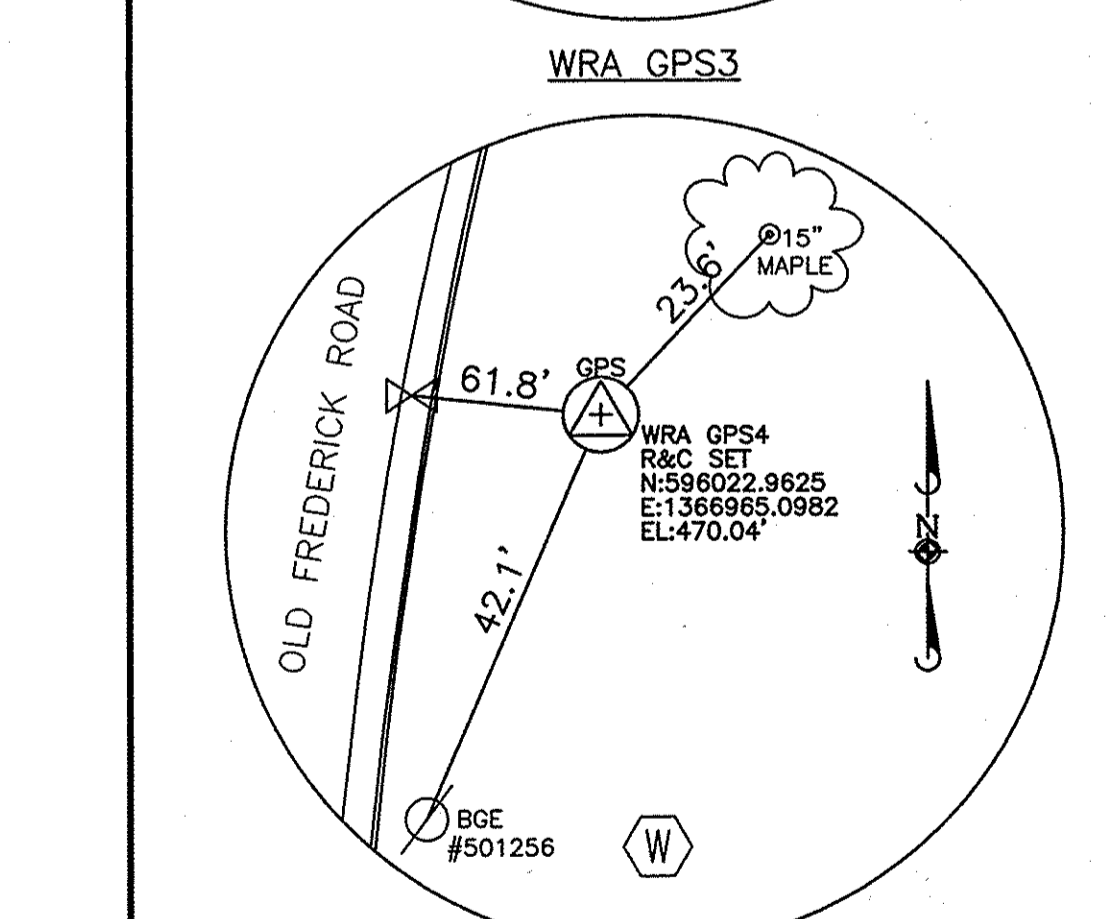 WRA GPS3
15"
MAPLE
23.6'
GPS
61.8'
WRA GPS4
R&C SET
N:596022.9625
E:1366965.0982
EL:470.04'
OLD FREDERICK ROAD
42.1'
N
BGE
#501256
W